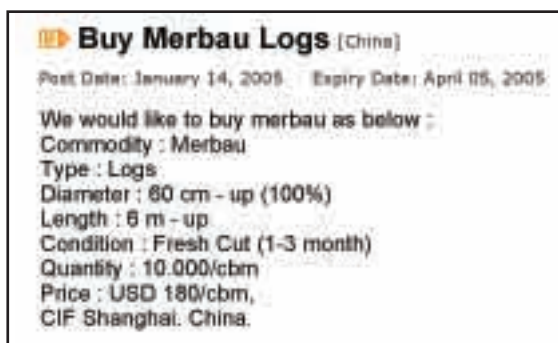 Buy Merbau Logs [China]
Post Date: January 14, 2005 Expiry Date: April 05, 2005
We would like to buy merbau as below :
Commodity : Merbau
Type : Logs
Diameter : 60 cm - up (100%)
Length : 6 m - up
Condition : Fresh Cut (1-3 month)
Quantity : 10.000/cbm
Price : USD 180/cbm,
CIF Shanghai. China.